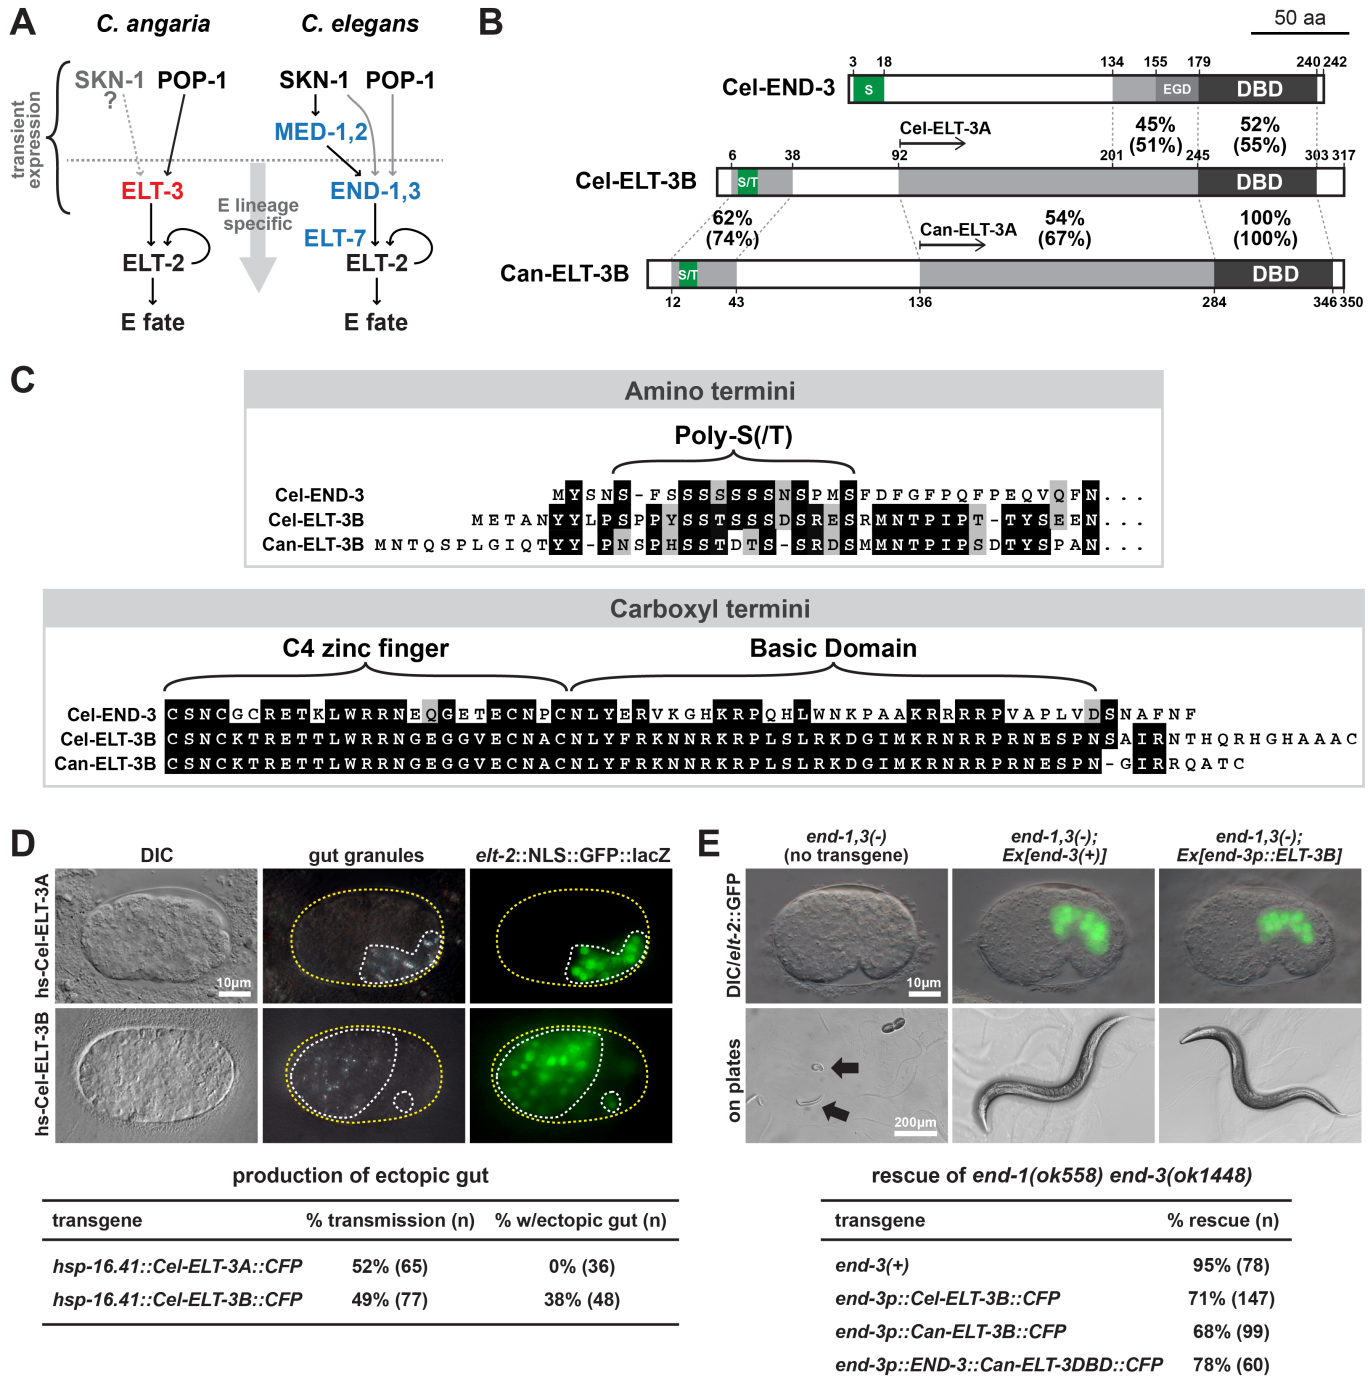 A
C. angaria
C. elegans
SKN-1 POP-1
?
SKN-1 POP-1
MED-1,2
transient
expression
ELT-3
END-1,3
E lineage
specific
ELT-7
ELT-2
ELT-2
E fate
E fate
B
50 aa
3 18 134 155 179 240 242
Cel-END-3
S EGD DBD
45%
(51%)
52%
(55%)
Cel-ELT-3A
6 38 92 201 245 303 317
Cel-ELT-3B
S/T DBD
62%
(74%)
Can-ELT-3A
54%
(67%)
100%
(100%)
Can-ELT-3B
S/T DBD
12 43 136 284 346 350
C
Amino termini
Poly-S(/T)
Cel-END-3 MYSNS-FSSSSSSSNSPMSFDFGFPQFPEQVQFN...
Cel-ELT-3B METANYYLPSPPYSSTSSSDSRESRMNTPIPT-TYSEEN...
Can-ELT-3B MNTQSPLGIQTYY-PNSPHSSTDTS-SRDSMMNTPIPSDTYSPAN...
Carboxyl termini
C4 zinc finger
Basic Domain
Cel-END-3 CSNCGCRETKLWRRNEQGETECNPCNLYERVKGHKRPQHLWNKPAAKRRRRPVAPLVDSNAFNF
Cel-ELT-3B CSNCKTRETTLWRRNGEGGVECNACNLYFRKNNRKRPLSLRKDGIMKRNRRPRNESPNSAIRNTHQRHGHAAAC
Can-ELT-3B CSNCKTRETTLWRRNGEGGVECNACNLYFRKNNRKRPLSLRKDGIMKRNRRPRNESPN-GIRRQATC
D
DIC
gut granules
elt-2::NLS::GFP::lacZ
hs-Cel-ELT-3A
10µm
hs-Cel-ELT-3B
production of ectopic gut
transgene % transmission (n) % w/ectopic gut (n)
hsp-16.41::Cel-ELT-3A::CFP 52% (65) 0% (36)
hsp-16.41::Cel-ELT-3B::CFP 49% (77) 38% (48)
E
end-1,3(-)
(no transgene)
end-1,3(-);
Ex[end-3(+)]
end-1,3(-);
Ex[end-3p::ELT-3B]
DIC/elt-2::GFP
10µm
on plates
200µm
rescue of end-1(ok558) end-3(ok1448)
transgene % rescue (n)
end-3(+) 95% (78)
end-3p::Cel-ELT-3B::CFP 71% (147)
end-3p::Can-ELT-3B::CFP 68% (99)
end-3p::END-3::Can-ELT-3DBD::CFP 78% (60)